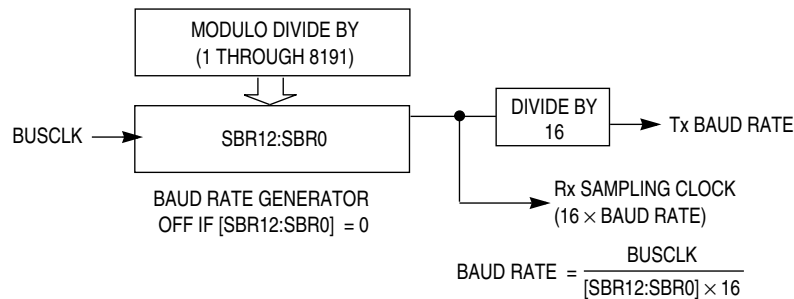 MODULO DIVIDE BY
(1 THROUGH 8191)
BUSCLK
SBR12:SBR0
DIVIDE BY
16
Tx BAUD RATE
BAUD RATE GENERATOR
OFF IF [SBR12:SBR0] = 0
Rx SAMPLING CLOCK
(16 × BAUD RATE)
BAUD RATE =
BUSCLK
[SBR12:SBR0] × 16